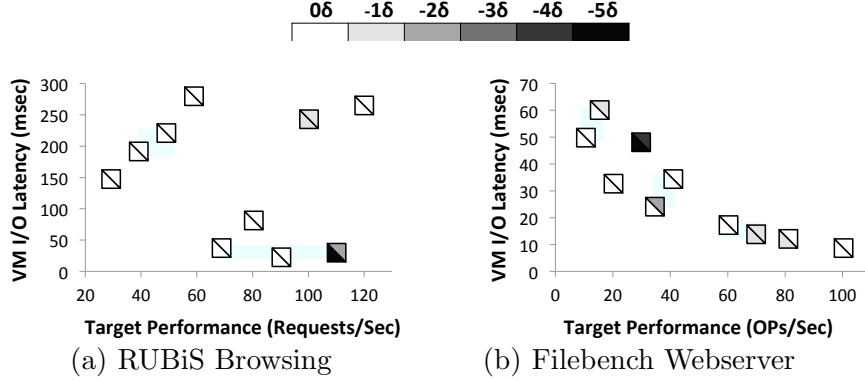 0δ -1δ -2δ -3δ -4δ -5δ
VM I/O Latency (msec)
300
250
200
150
100
50
0
20 40 60 80 100 120
Target Performance (Requests/Sec)
(a) RUBiS Browsing
VM I/O Latency (msec)
70
60
50
40
30
20
10
0
0 20 40 60 80 100
Target Performance (OPs/Sec)
(b) Filebench Webserver